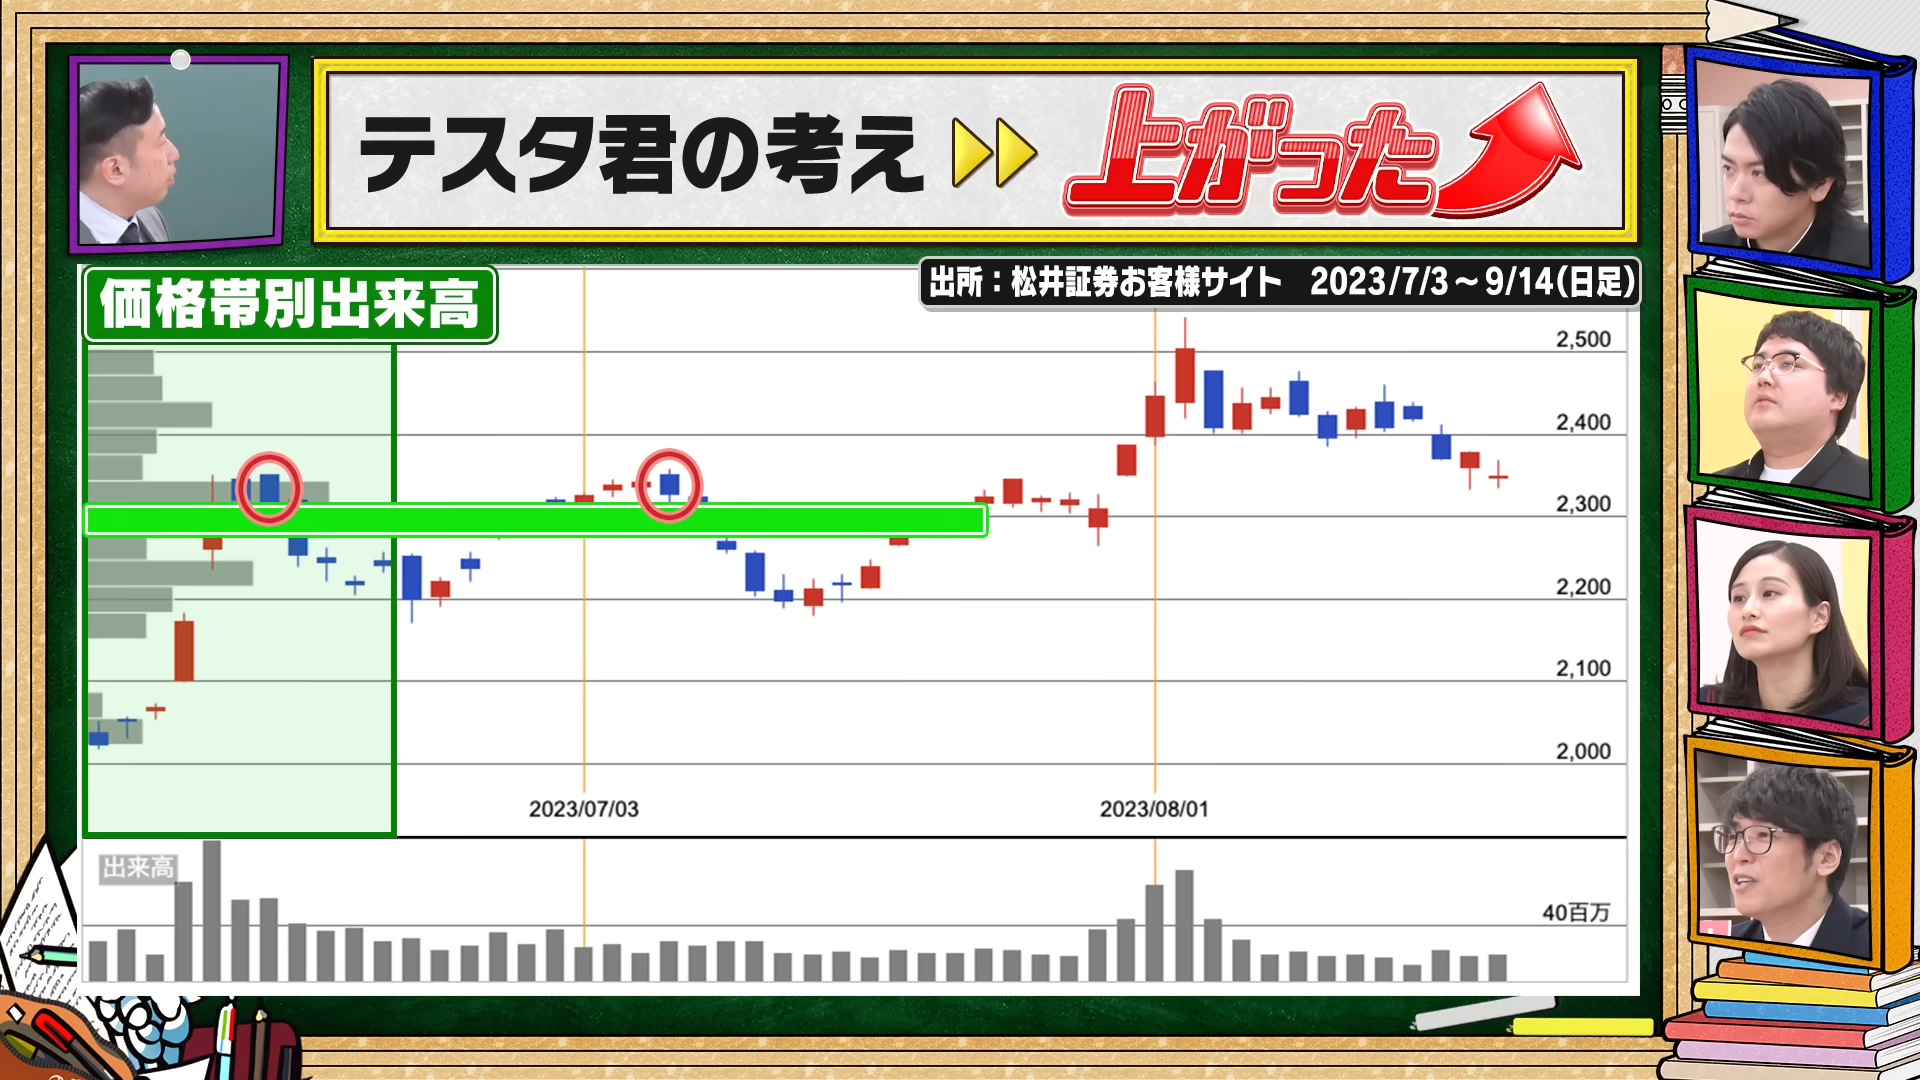 テスタ君の考え 上がった
価格帯別出来高
出所：松井証券お客様サイト 2023/7/3～9/14(日足)
2,500
2,400
2,300
2,200
2,100
2,000
2023/07/03 2023/08/01
出来高
40百万